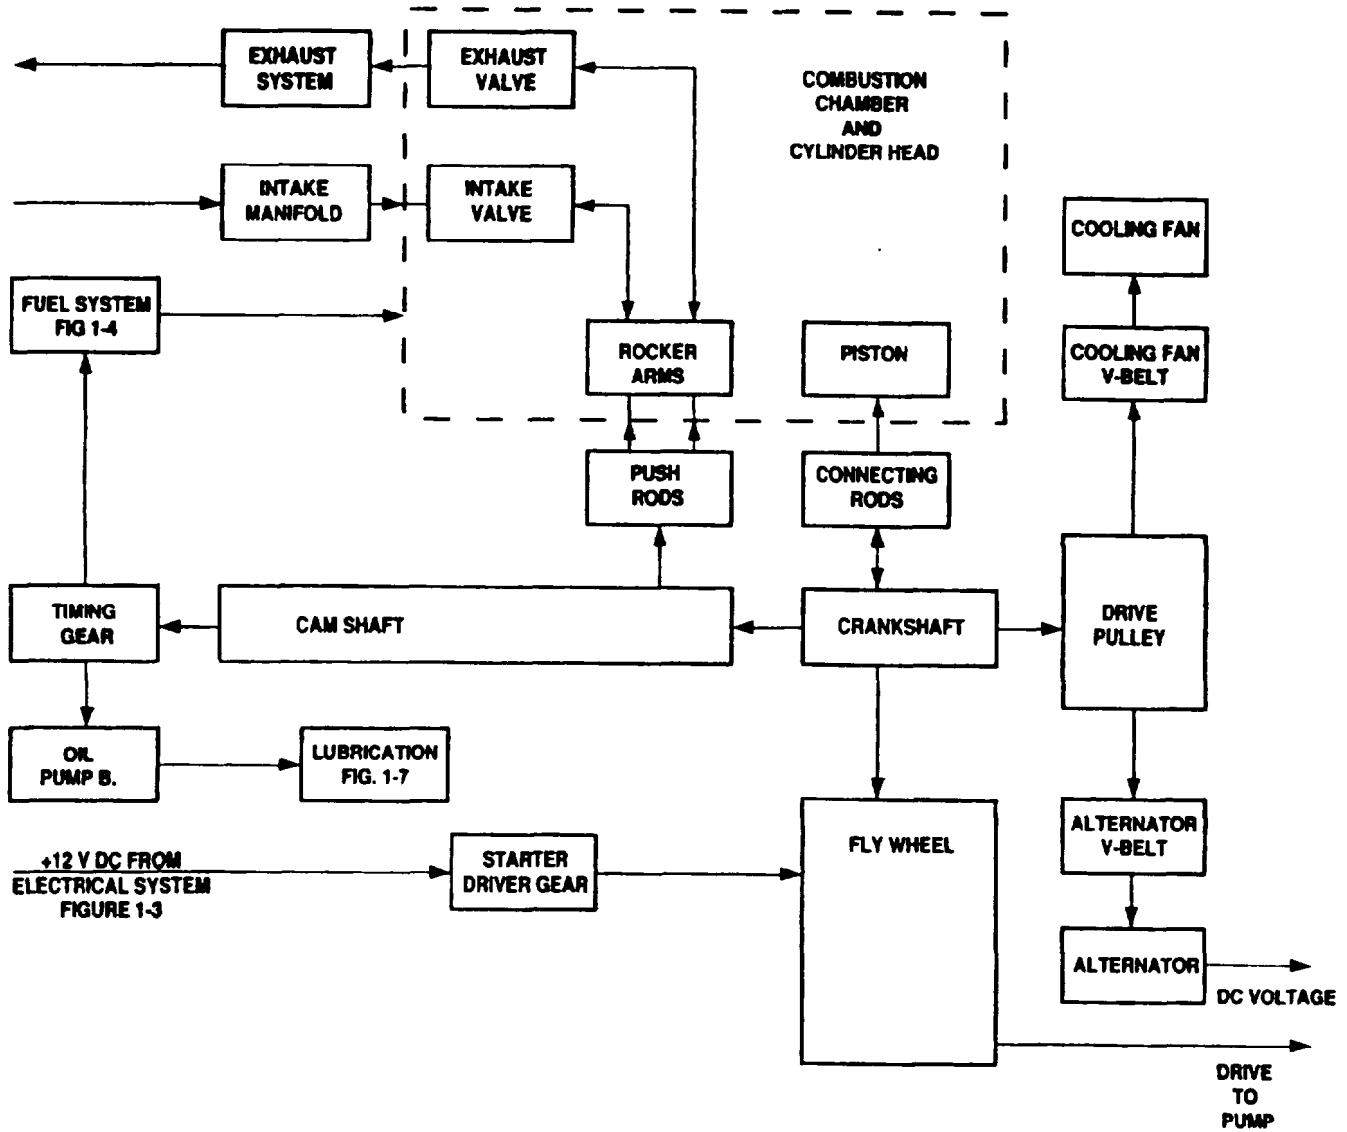 EXHAUST
SYSTEM
EXHAUST
VALVE
COMBUSTION
CHAMBER
AND
CYLINDER HEAD
INTAKE
MANIFOLD
INTAKE
VALVE
COOLING FAN
FUEL SYSTEM
FIG 1-4
ROCKER
ARMS
PISTON
COOLING FAN
V-BELT
PUSH
RODS
CONNECTING
RODS
TIMING
GEAR
CAM SHAFT
CRANKSHAFT
DRIVE
PULLEY
OIL
PUMP B.
LUBRICATION
FIG. 1-7
+12 V DC FROM
ELECTRICAL SYSTEM
FIGURE 1-3
STARTER
DRIVER GEAR
FLY WHEEL
ALTERNATOR
V-BELT
ALTERNATOR
DC VOLTAGE
DRIVE
TO
PUMP